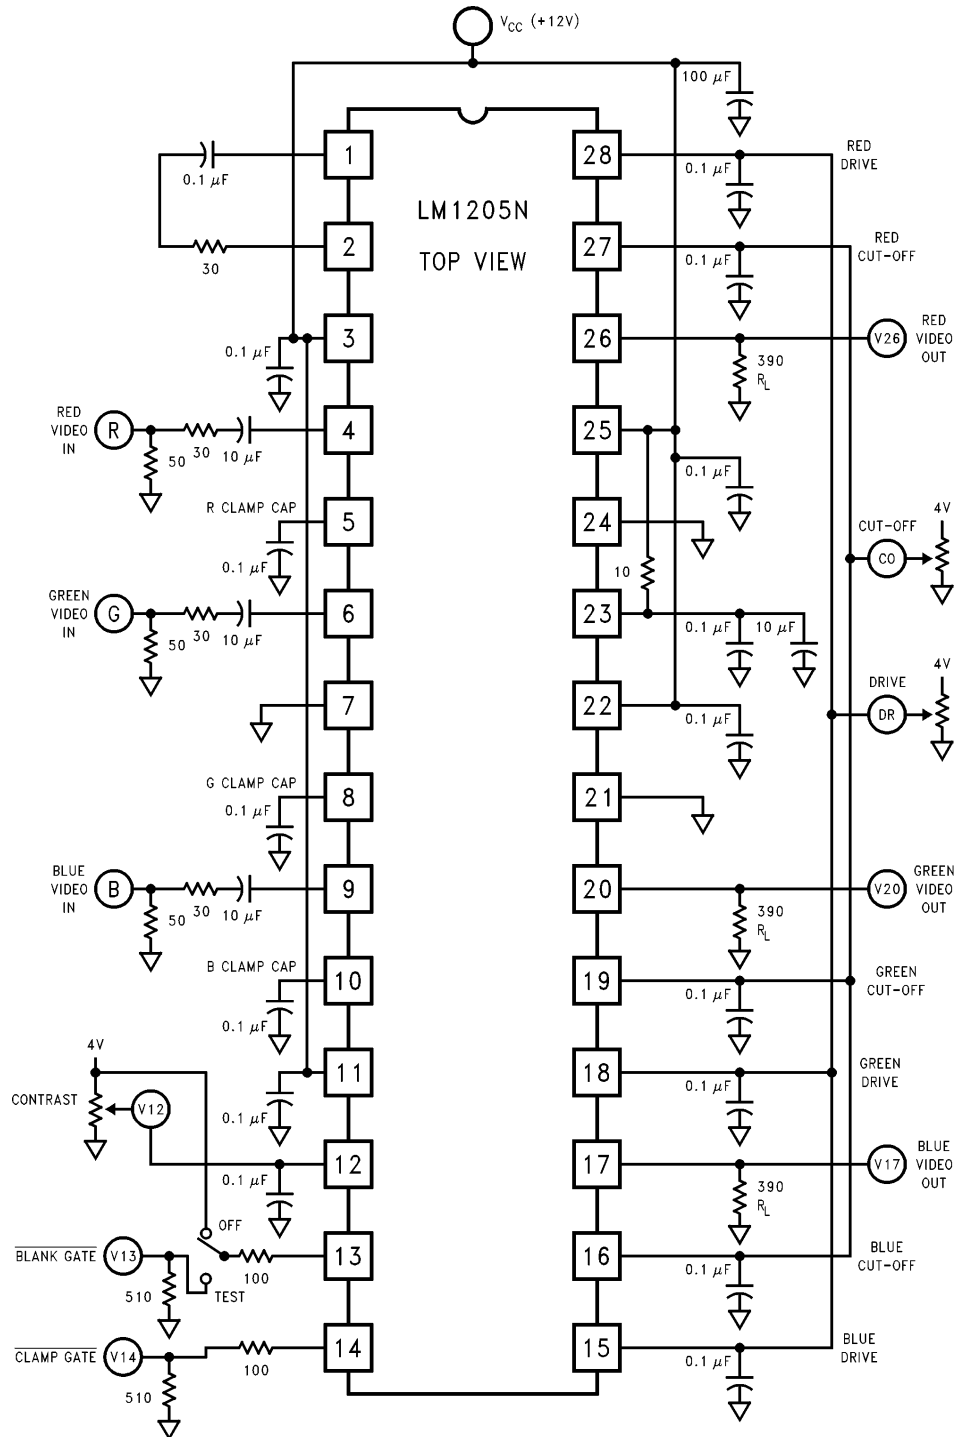 V_CC (+12V)
100 μF
1
28
RED
DRIVE
0.1 μF
0.1 μF
LM1205N
TOP VIEW
2
27
RED
CUT-OFF
30
0.1 μF
3
26
V26
RED
VIDEO
OUT
0.1 μF
390
R_L
RED
VIDEO
IN
R
4
25
50
30
10 μF
0.1 μF
R CLAMP CAP
5
24
4V
CUT-OFF
CO
0.1 μF
10
GREEN
VIDEO
IN
G
6
23
50
30
10 μF
0.1 μF
10 μF
7
22
4V
DRIVE
DR
0.1 μF
G CLAMP CAP
8
21
0.1 μF
BLUE
VIDEO
IN
B
9
20
V20
GREEN
VIDEO
OUT
50
30
10 μF
390
R_L
B CLAMP CAP
10
19
GREEN
CUT-OFF
0.1 μF
0.1 μF
4V
11
18
GREEN
DRIVE
CONTRAST
V12
0.1 μF
0.1 μF
12
17
V17
BLUE
VIDEO
OUT
0.1 μF
390
R_L
OFF
BLANK GATE
V13
13
16
BLUE
CUT-OFF
100
0.1 μF
510
TEST
CLAMP GATE
V14
14
15
BLUE
DRIVE
100
0.1 μF
510